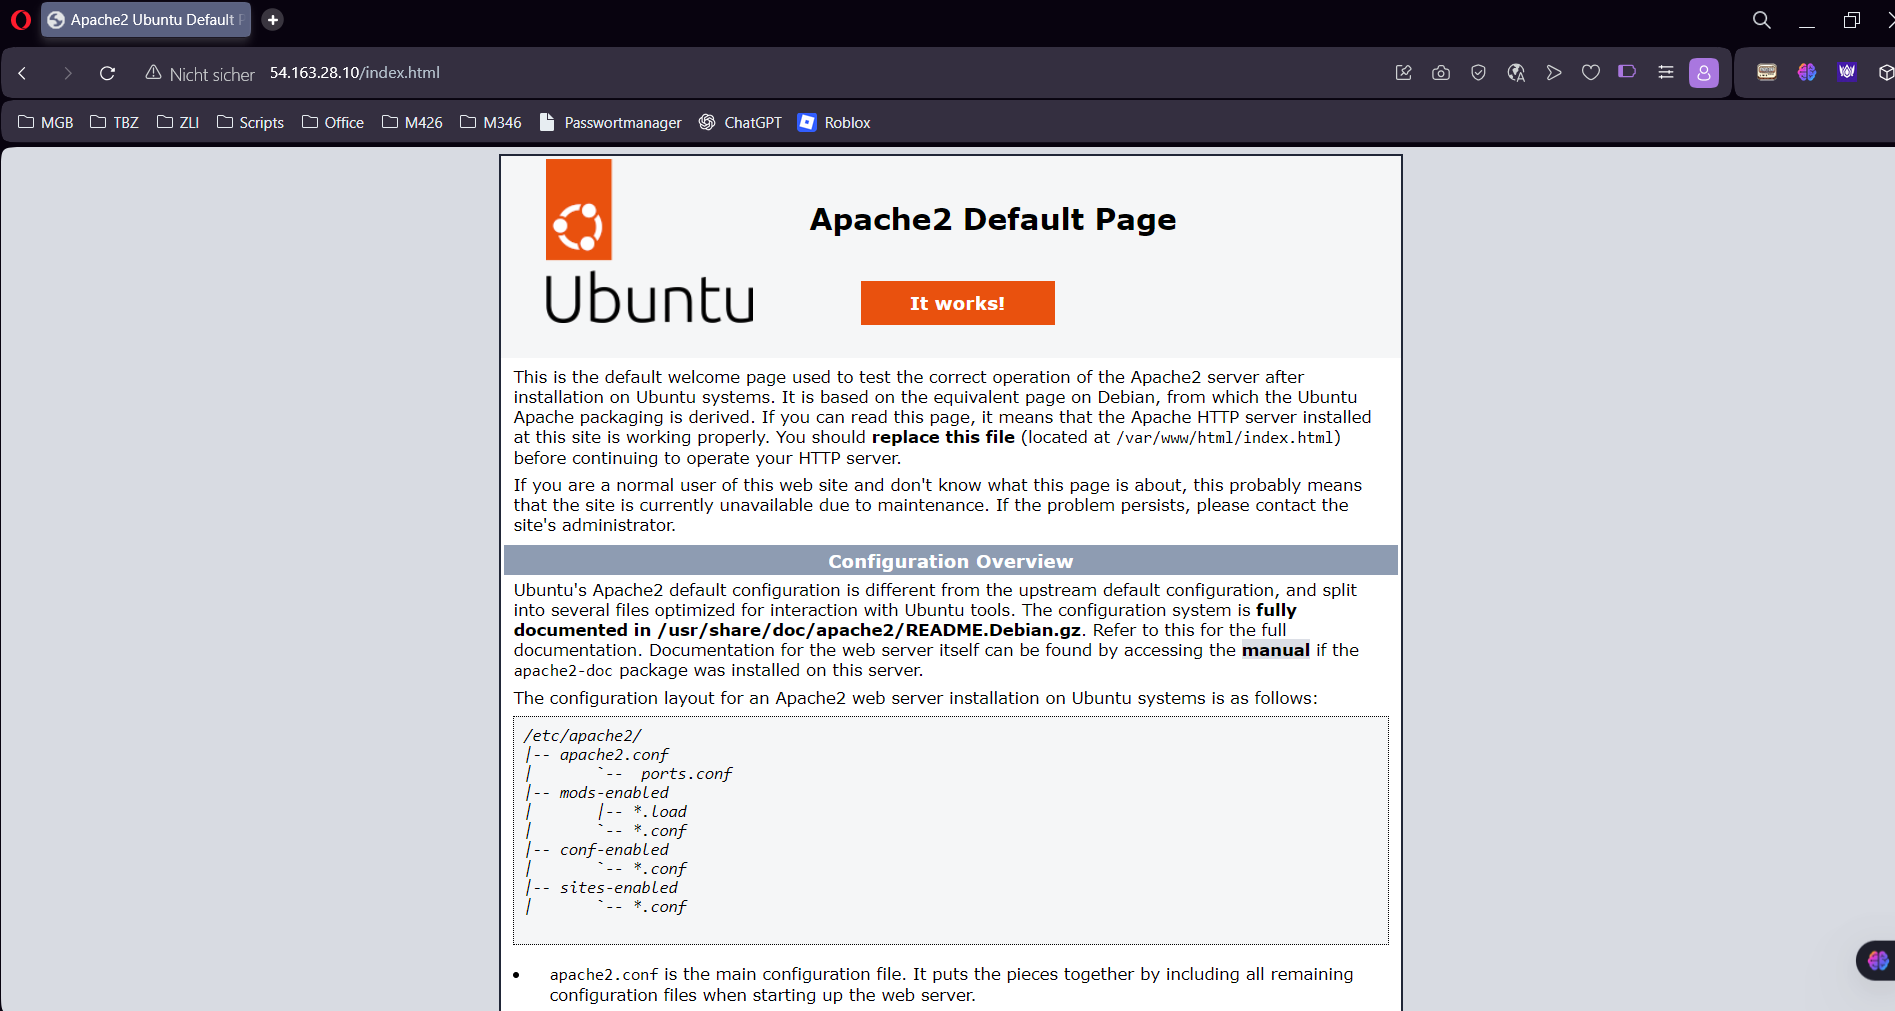 Apache2 Ubuntu Default P
Nicht sicher 54.163.28.10/index.html
MGB TBZ ZLI Scripts Office M426 M346 Passwortmanager ChatGPT Roblox
Ubuntu
Apache2 Default Page
It works!
This is the default welcome page used to test the correct operation of the Apache2 server after
installation on Ubuntu systems. It is based on the equivalent page on Debian, from which the Ubuntu
Apache packaging is derived. If you can read this page, it means that the Apache HTTP server installed
at this site is working properly. You should replace this file (located at /var/www/html/index.html)
before continuing to operate your HTTP server.
If you are a normal user of this web site and don't know what this page is about, this probably means
that the site is currently unavailable due to maintenance. If the problem persists, please contact the
site's administrator.
Configuration Overview
Ubuntu's Apache2 default configuration is different from the upstream default configuration, and split
into several files optimized for interaction with Ubuntu tools. The configuration system is fully
documented in /usr/share/doc/apache2/README.Debian.gz. Refer to this for the full
documentation. Documentation for the web server itself can be found by accessing the manual if the
apache2-doc package was installed on this server.
The configuration layout for an Apache2 web server installation on Ubuntu systems is as follows:
/etc/apache2/
|-- apache2.conf
|       `--  ports.conf
|-- mods-enabled
|       |-- *.load
|       `-- *.conf
|-- conf-enabled
|       `-- *.conf
|-- sites-enabled
|       `-- *.conf
• apache2.conf is the main configuration file. It puts the pieces together by including all remaining
configuration files when starting up the web server.